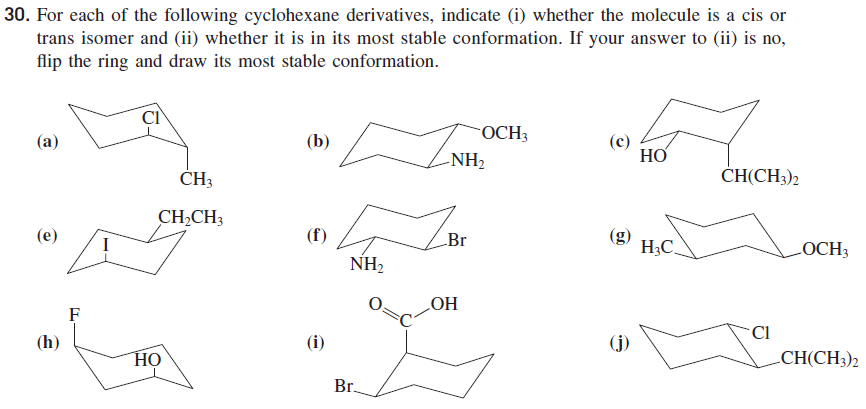 30. For each of the following cyclohexane derivatives, indicate (i) whether the molecule is a cis or
trans isomer and (ii) whether it is in its most stable conformation. If your answer to (ii) is no,
flip the ring and draw its most stable conformation.
(a) Cl CH₃
(b) OCH₃ NH₂
(c) HO CH(CH₃)₂
(e) I CH₂CH₃
(f) NH₂ Br
(g) H₃C OCH₃
(h) F HO
(i) O C OH Br
(j) Cl CH(CH₃)₂